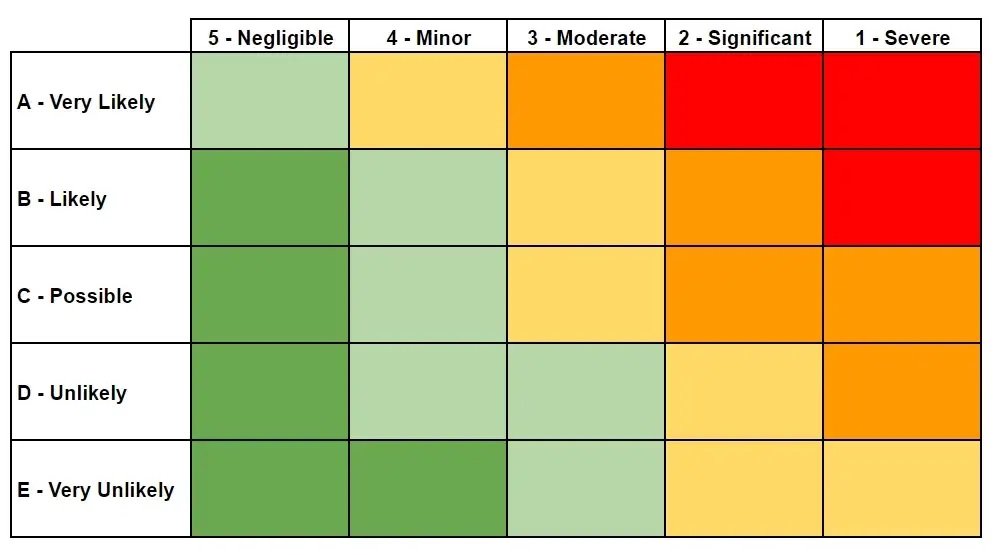 5 - Negligible
4 - Minor
3 - Moderate
2 - Significant
1 - Severe
A - Very Likely
B - Likely
C - Possible
D - Unlikely
E - Very Unlikely